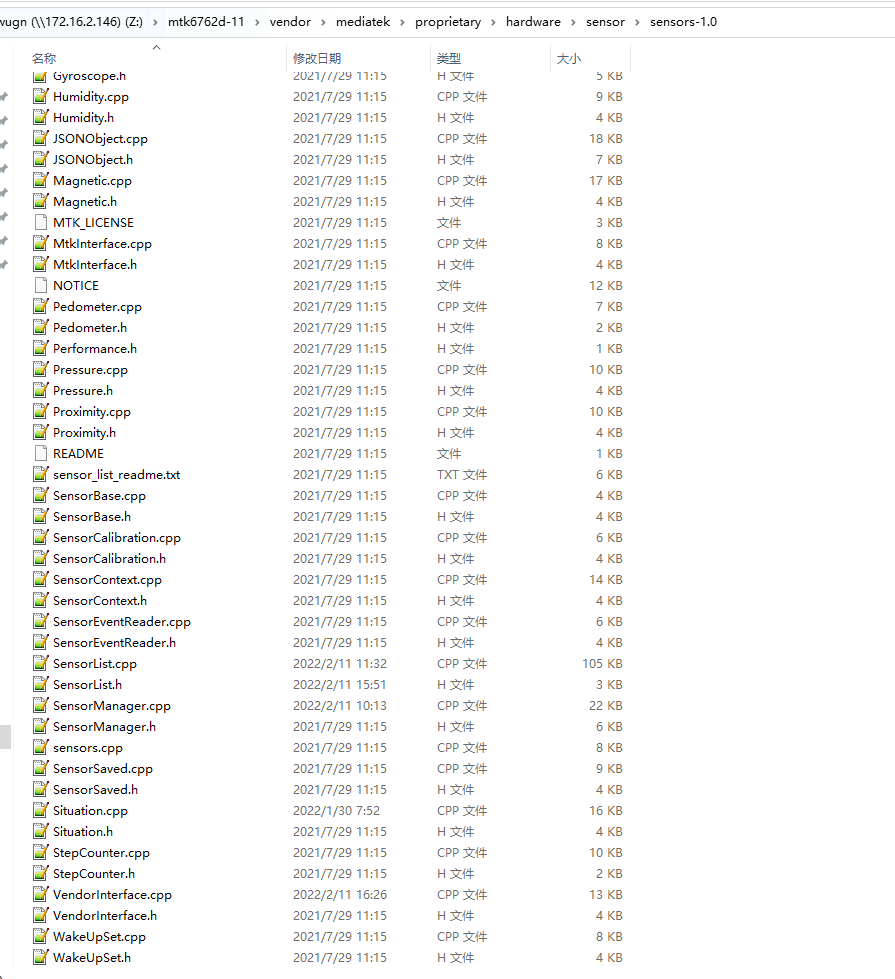 wugn (\\172.16.2.146) (Z:) › mtk6762d-11 › vendor › mediatek › proprietary › hardware › sensor › sensors-1.0
名称 修改日期 类型 大小
Gyroscope.h 2021/7/29 11:15 H 文件 5 KB
Humidity.cpp 2021/7/29 11:15 CPP 文件 9 KB
Humidity.h 2021/7/29 11:15 H 文件 4 KB
JSONObject.cpp 2021/7/29 11:15 CPP 文件 18 KB
JSONObject.h 2021/7/29 11:15 H 文件 7 KB
Magnetic.cpp 2021/7/29 11:15 CPP 文件 17 KB
Magnetic.h 2021/7/29 11:15 H 文件 4 KB
MTK_LICENSE 2021/7/29 11:15 文件 3 KB
MtkInterface.cpp 2021/7/29 11:15 CPP 文件 8 KB
MtkInterface.h 2021/7/29 11:15 H 文件 4 KB
NOTICE 2021/7/29 11:15 文件 12 KB
Pedometer.cpp 2021/7/29 11:15 CPP 文件 7 KB
Pedometer.h 2021/7/29 11:15 H 文件 2 KB
Performance.h 2021/7/29 11:15 H 文件 1 KB
Pressure.cpp 2021/7/29 11:15 CPP 文件 10 KB
Pressure.h 2021/7/29 11:15 H 文件 4 KB
Proximity.cpp 2021/7/29 11:15 CPP 文件 10 KB
Proximity.h 2021/7/29 11:15 H 文件 4 KB
README 2021/7/29 11:15 文件 1 KB
sensor_list_readme.txt 2021/7/29 11:15 TXT 文件 6 KB
SensorBase.cpp 2021/7/29 11:15 CPP 文件 4 KB
SensorBase.h 2021/7/29 11:15 H 文件 4 KB
SensorCalibration.cpp 2021/7/29 11:15 CPP 文件 6 KB
SensorCalibration.h 2021/7/29 11:15 H 文件 4 KB
SensorContext.cpp 2021/7/29 11:15 CPP 文件 14 KB
SensorContext.h 2021/7/29 11:15 H 文件 4 KB
SensorEventReader.cpp 2021/7/29 11:15 CPP 文件 6 KB
SensorEventReader.h 2021/7/29 11:15 H 文件 4 KB
SensorList.cpp 2022/2/11 11:32 CPP 文件 105 KB
SensorList.h 2022/2/11 15:51 H 文件 3 KB
SensorManager.cpp 2022/2/11 10:13 CPP 文件 22 KB
SensorManager.h 2021/7/29 11:15 H 文件 6 KB
sensors.cpp 2021/7/29 11:15 CPP 文件 8 KB
SensorSaved.cpp 2021/7/29 11:15 CPP 文件 9 KB
SensorSaved.h 2021/7/29 11:15 H 文件 4 KB
Situation.cpp 2022/1/30 7:52 CPP 文件 16 KB
Situation.h 2021/7/29 11:15 H 文件 4 KB
StepCounter.cpp 2021/7/29 11:15 CPP 文件 10 KB
StepCounter.h 2021/7/29 11:15 H 文件 2 KB
VendorInterface.cpp 2022/2/11 16:26 CPP 文件 13 KB
VendorInterface.h 2021/7/29 11:15 H 文件 4 KB
WakeUpSet.cpp 2021/7/29 11:15 CPP 文件 8 KB
WakeUpSet.h 2021/7/29 11:15 H 文件 4 KB